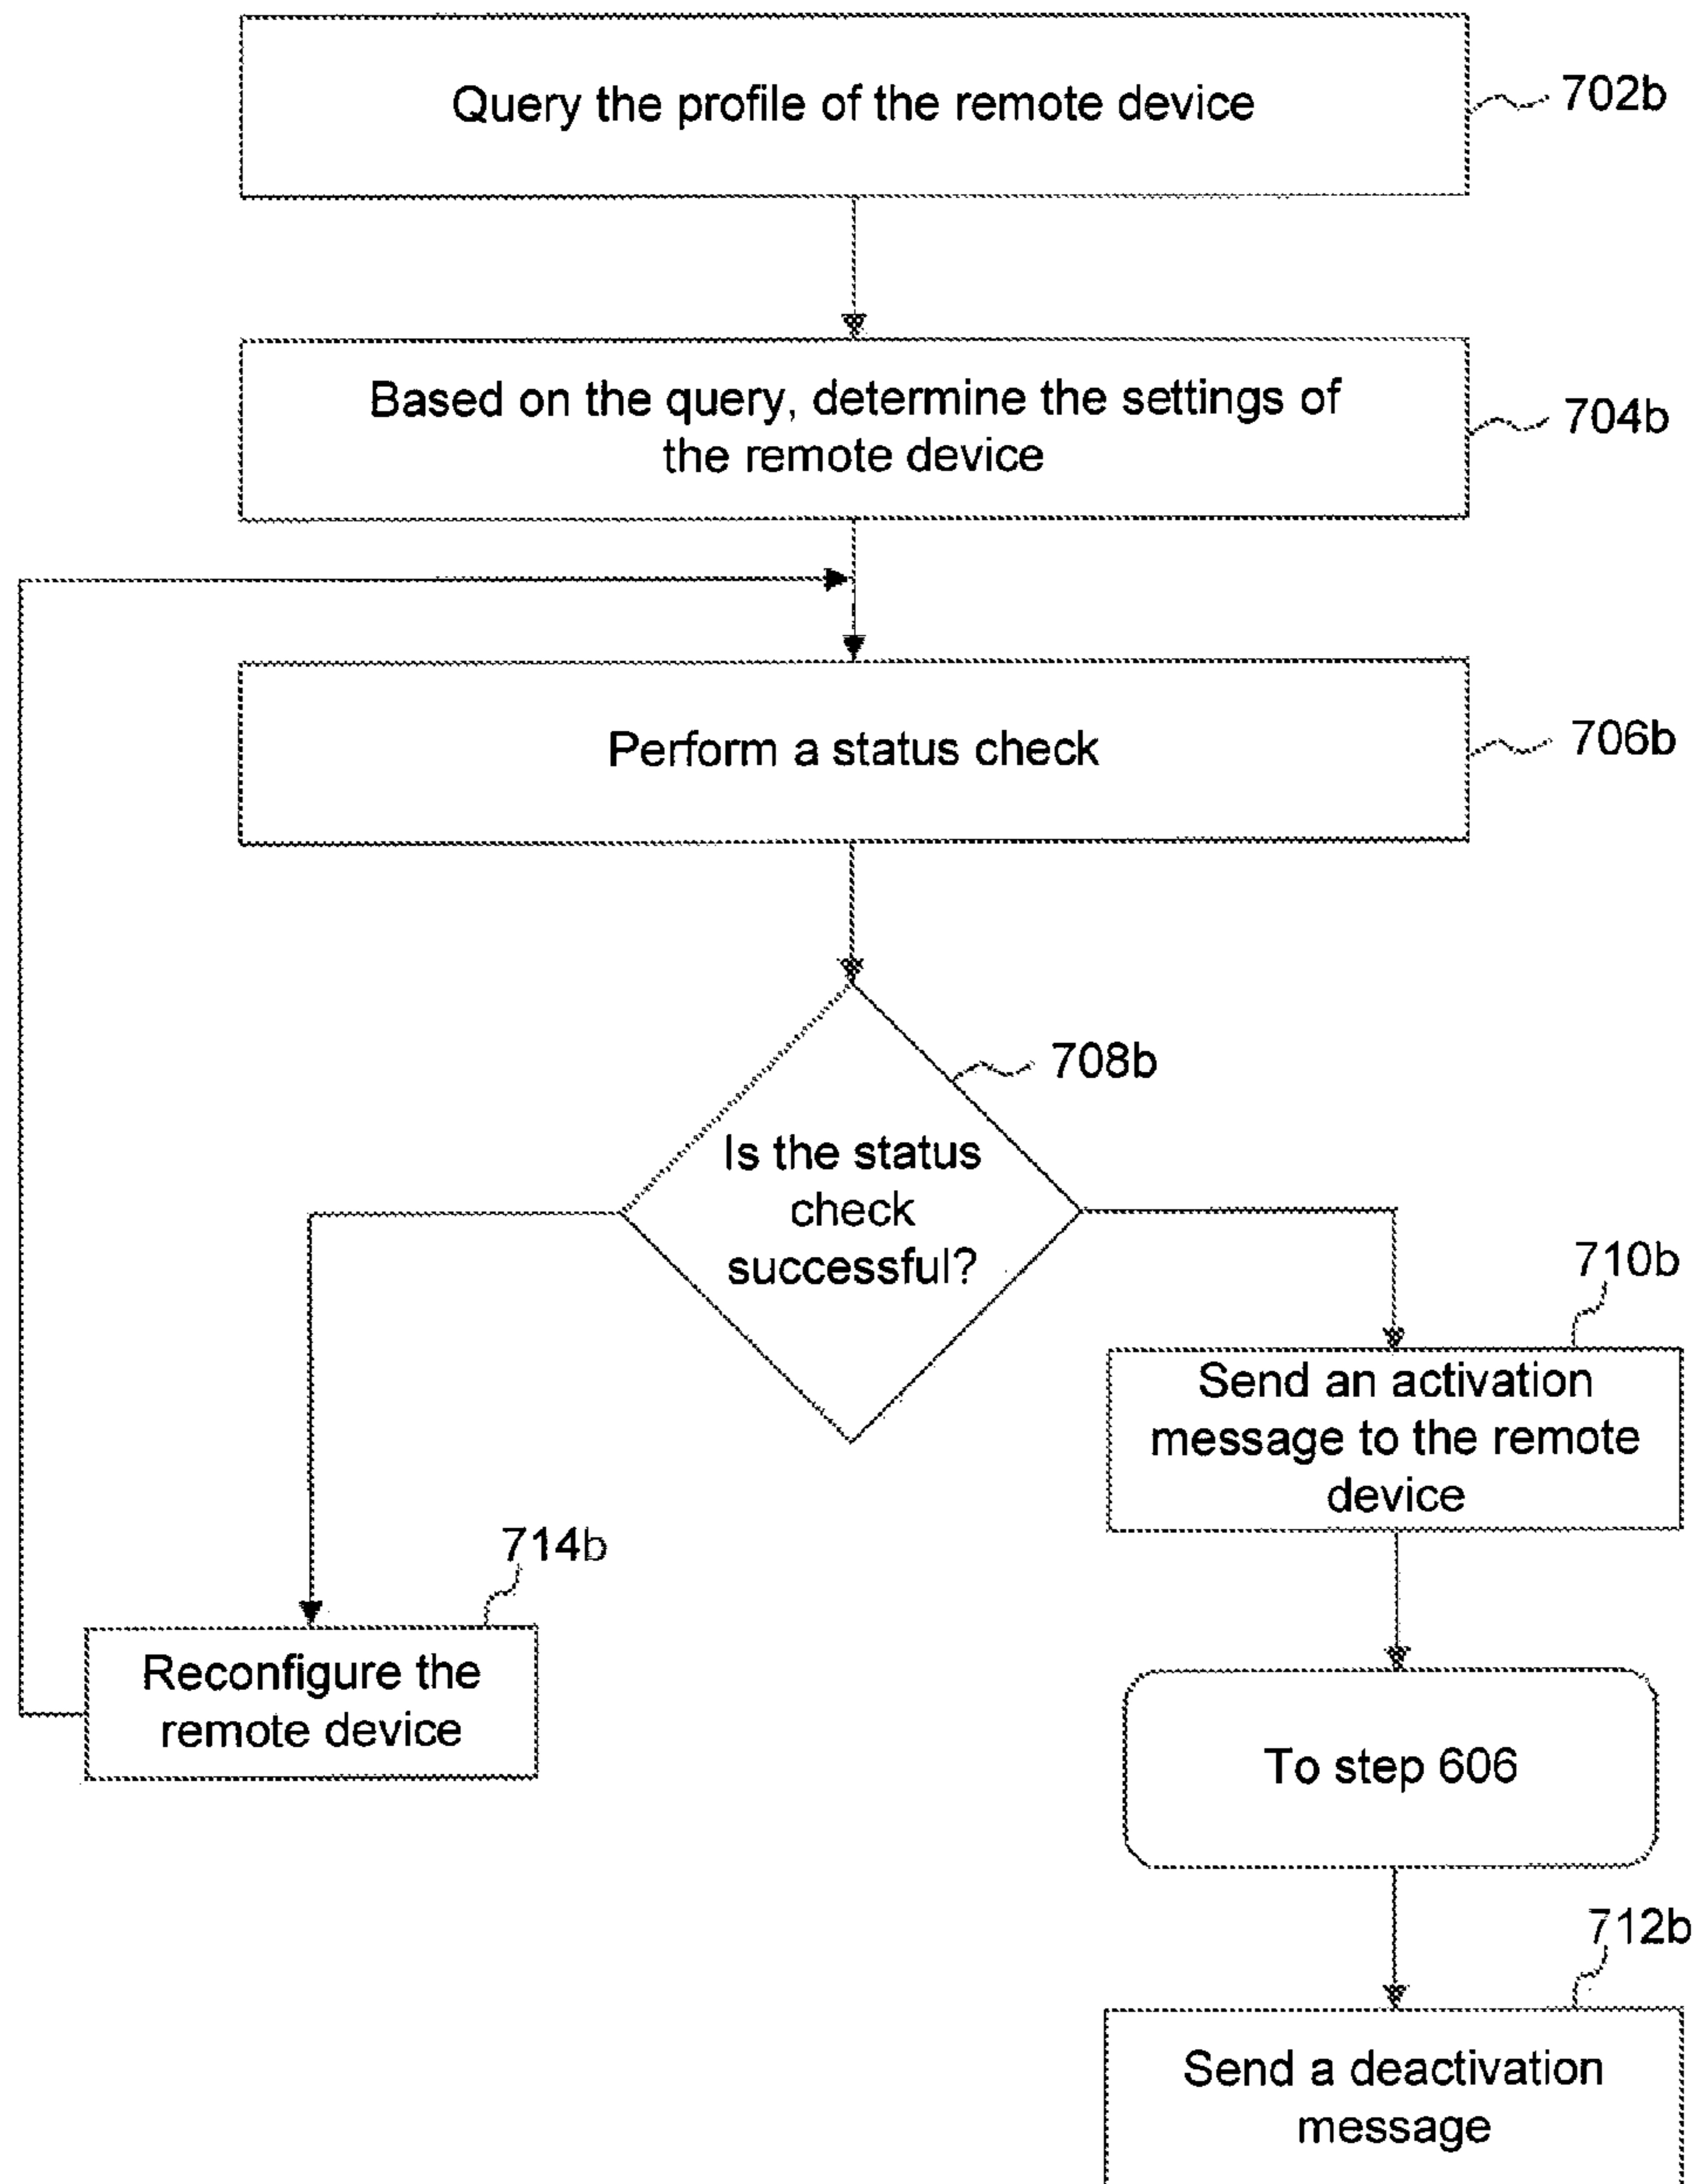 Query the profile of the remote device
702b
Based on the query, determine the settings of
the remote device
704b
Perform a status check
706b
708b
Is the status
check
successful?
710b
Send an activation
message to the remote
device
714b
Reconfigure the
remote device
To step 606
712b
Send a deactivation
message